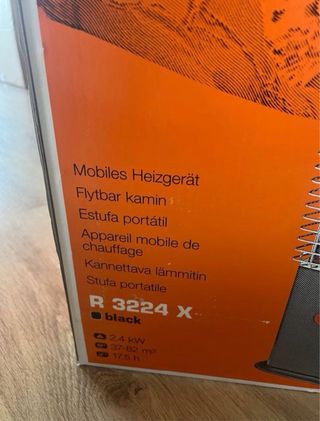 Mobiles Heizgerät
Flytbar kamin
Estufa portátil
Appareil mobile de
chauffage
Kannettava lämmitin
Stufa portatile
R 3224 X
black
2.4 kW
37-82 m²
17.5 h